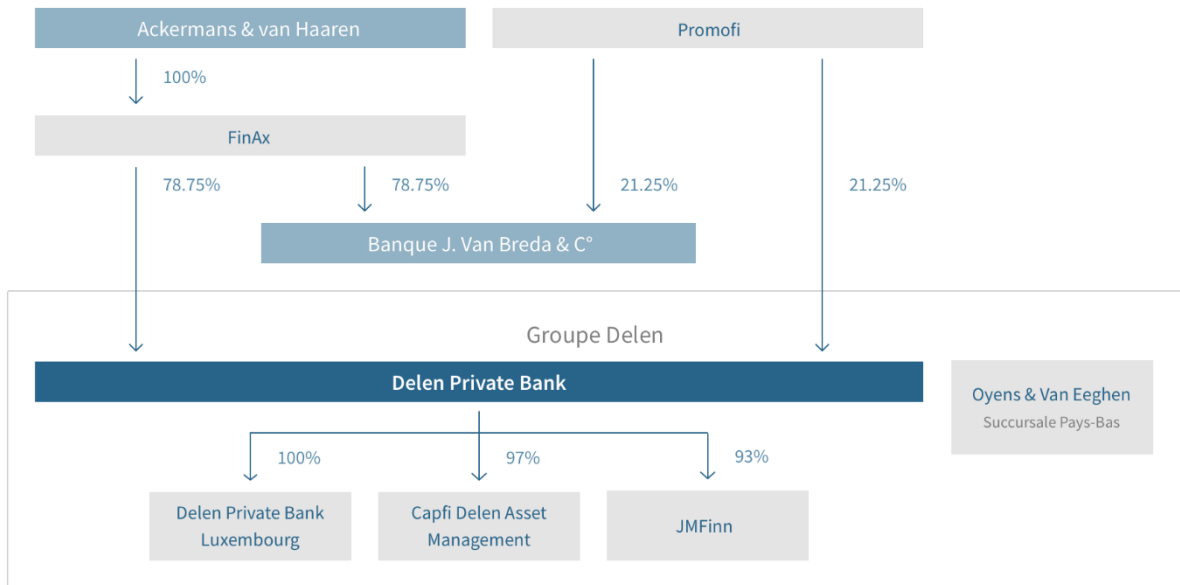 Ackermans & van Haaren
Promofi
100%
FinAx
78.75%
78.75%
21.25%
21.25%
Banque J. Van Breda & C°
Groupe Delen
Delen Private Bank
Oyens & Van Eeghen
Succursale Pays-Bas
100%
97%
93%
Delen Private Bank
Luxembourg
Capfi Delen Asset
Management
JMFinn